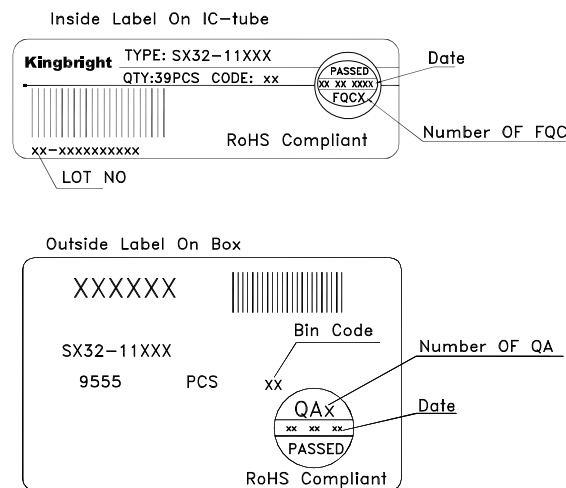 Inside Label On IC-tube
Kingbright
TYPE: SX32-11XXX
QTY:39PCS CODE: xx
PASSED
xx xx xxxx
FQCX
Date
Number OF FQC
RoHS Compliant
xx-xxxxxxxxxx
LOT NO
Outside Label On Box
XXXXXX
Bin Code
SX32-11XXX
9555 PCS xx
Number OF QA
QAx
Date
xx xx xx
PASSED
RoHS Compliant